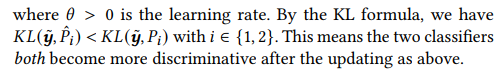 where θ > 0 is the learning rate. By the KL formula, we have
KL(ỹ, P̂ᵢ) < KL(ỹ, Pᵢ) with i ∈ {1, 2}. This means the two classifiers
both become more discriminative after the updating as above.